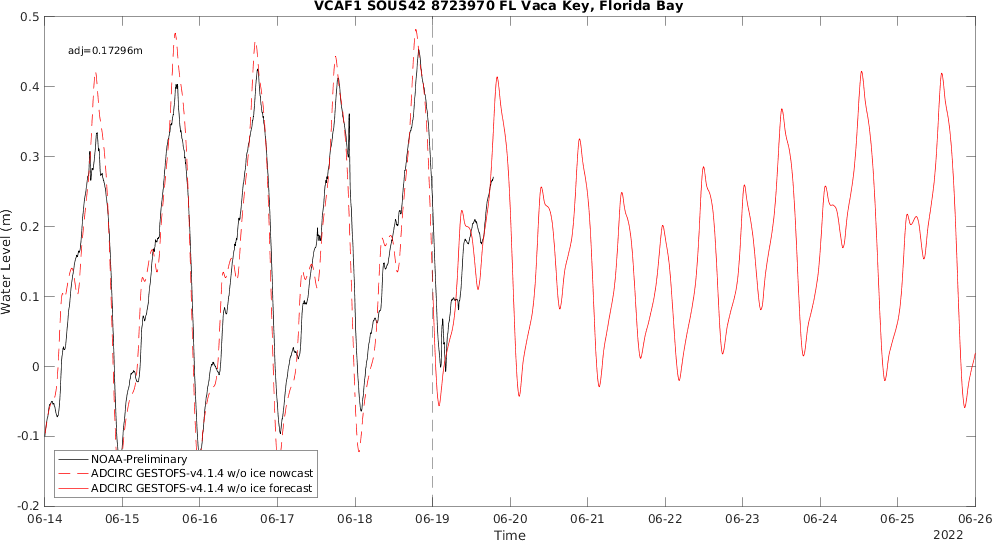 VCAF1 SOUS42 8723970 FL Vaca Key, Florida Bay
adj=0.17296m
Water Level (m)
0.5
0.4
0.3
0.2
0.1
0
-0.1
-0.2
NOAA-Preliminary
ADCIRC GESTOFS-v4.1.4 w/o ice nowcast
ADCIRC GESTOFS-v4.1.4 w/o ice forecast
06-14 06-15 06-16 06-17 06-18 06-19 06-20 06-21 06-22 06-23 06-24 06-25 06-26
Time
2022